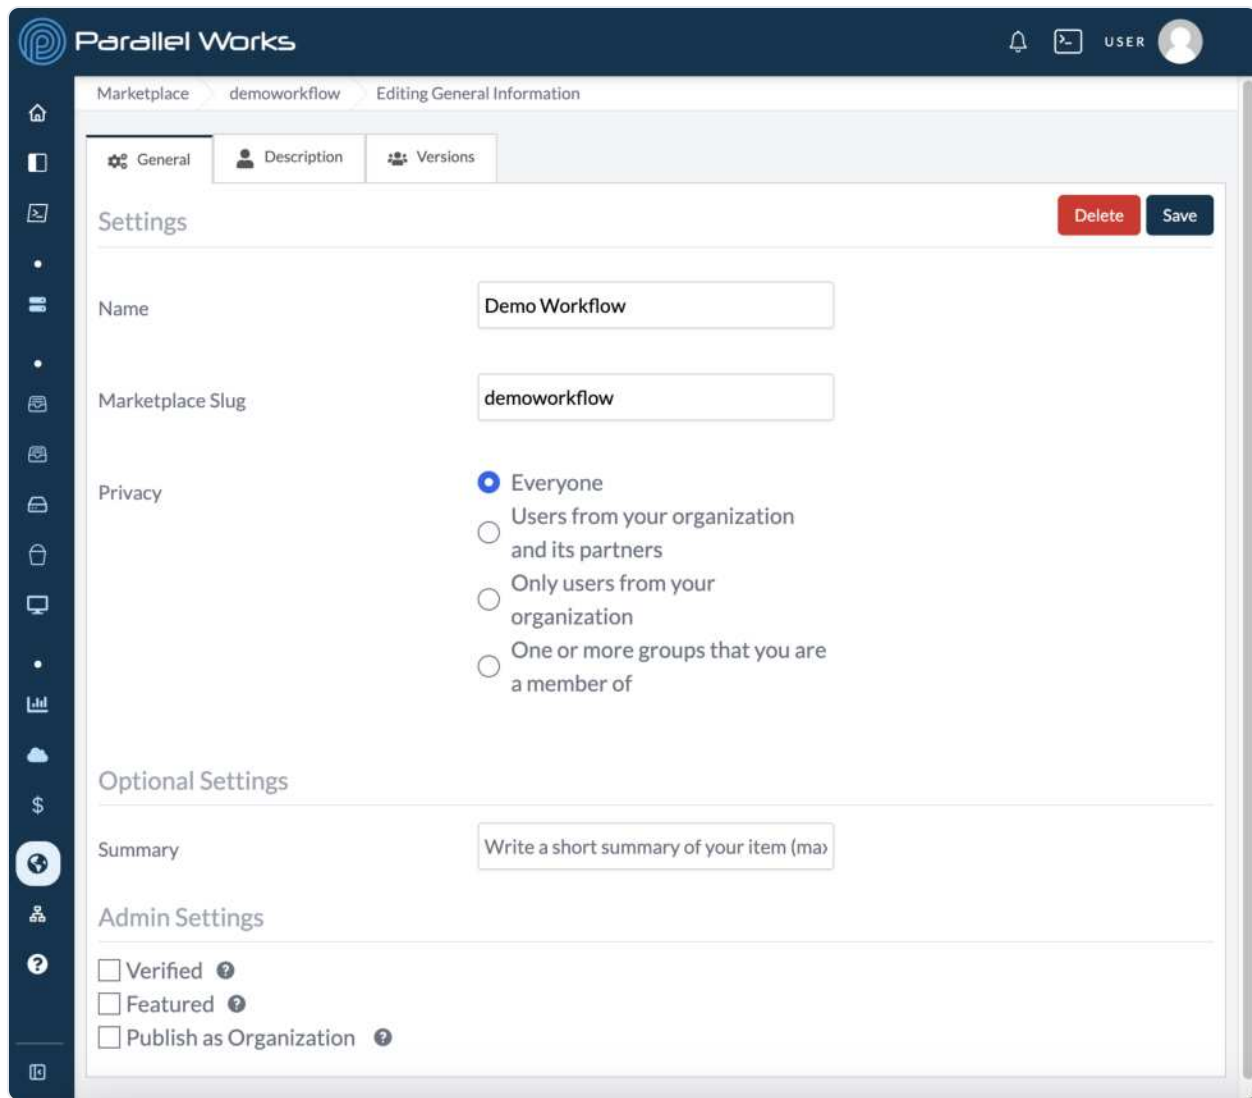 Parallel Works
USER
Marketplace demoworkflow Editing General Information
General Description Versions
Settings
Delete Save
Name
Demo Workflow
Marketplace Slug
demoworkflow
Privacy
Everyone
Users from your organization
and its partners
Only users from your
organization
One or more groups that you are
a member of
Optional Settings
Summary
Write a short summary of your item (max
Admin Settings
Verified
Featured
Publish as Organization